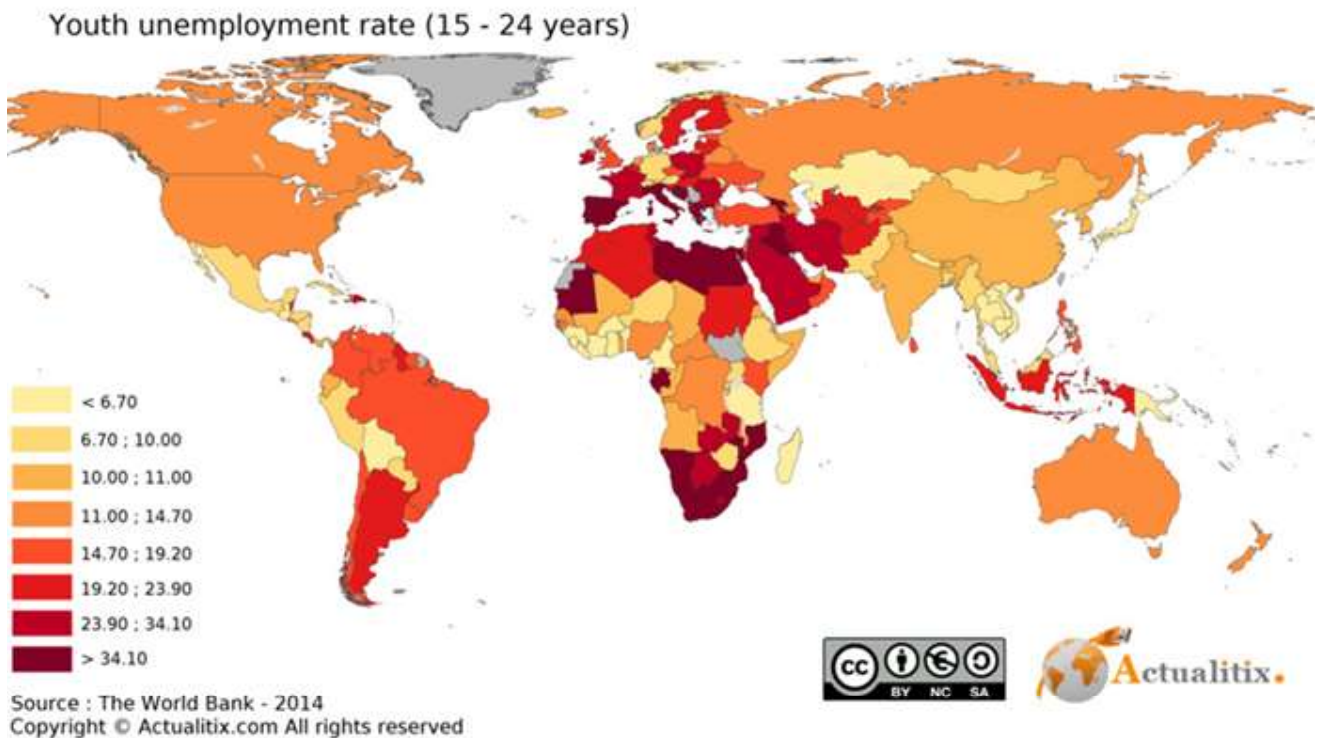 Youth unemployment rate (15 - 24 years)
< 6.70
6.70 ; 10.00
10.00 ; 11.00
11.00 ; 14.70
14.70 ; 19.20
19.20 ; 23.90
23.90 ; 34.10
> 34.10
cc
BY NC SA
Actualitix.
Source : The World Bank - 2014
Copyright © Actualitix.com All rights reserved